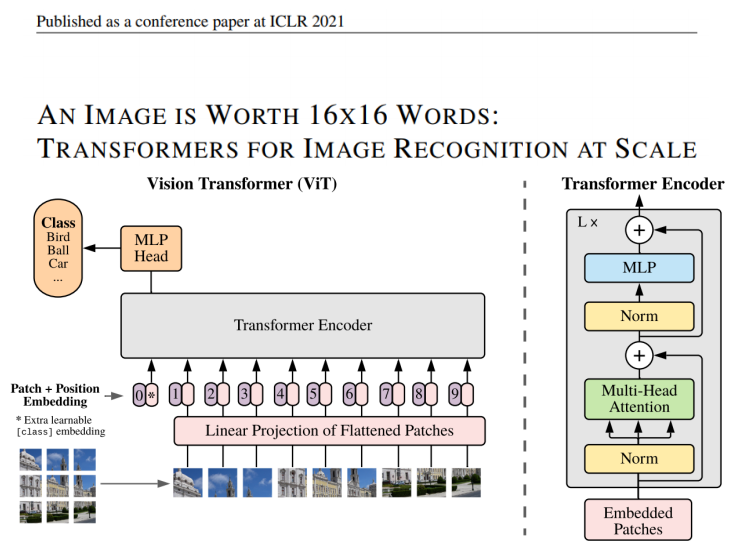 Published as a conference paper at ICLR 2021
AN IMAGE IS WORTH 16X16 WORDS:
TRANSFORMERS FOR IMAGE RECOGNITION AT SCALE
Vision Transformer (ViT)
Class
Bird
Ball
Car
...
MLP
Head
Transformer Encoder
Patch + Position
Embedding
0 * 1 2 3 4 5 6 7 8 9
* Extra learnable
[class] embedding
Linear Projection of Flattened Patches
Transformer Encoder
L ×
+
MLP
Norm
+
Multi-Head
Attention
Norm
Embedded
Patches